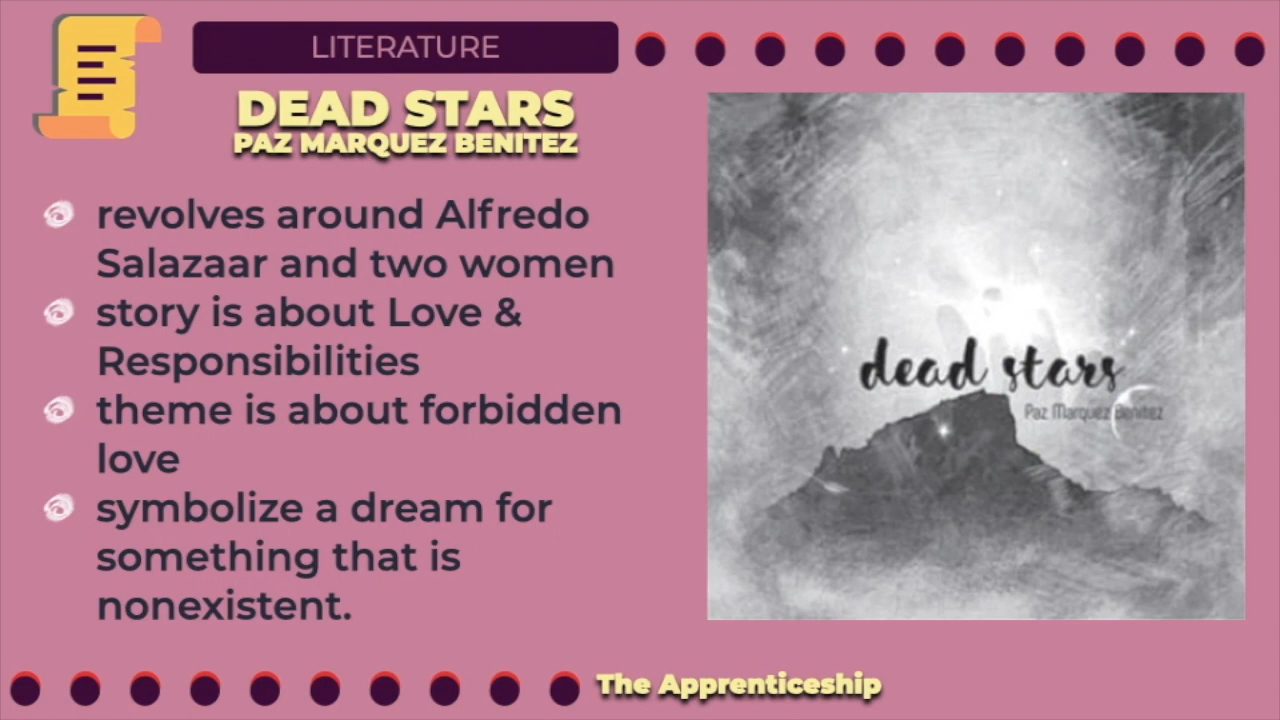 LITERATURE
DEAD STARS
PAZ MARQUEZ BENITEZ
revolves around Alfredo
Salazaar and two women
story is about Love &
Responsibilities
theme is about forbidden
love
symbolize a dream for
something that is
nonexistent.
dead stars
Paz Marquez Benitez
The Apprenticeship